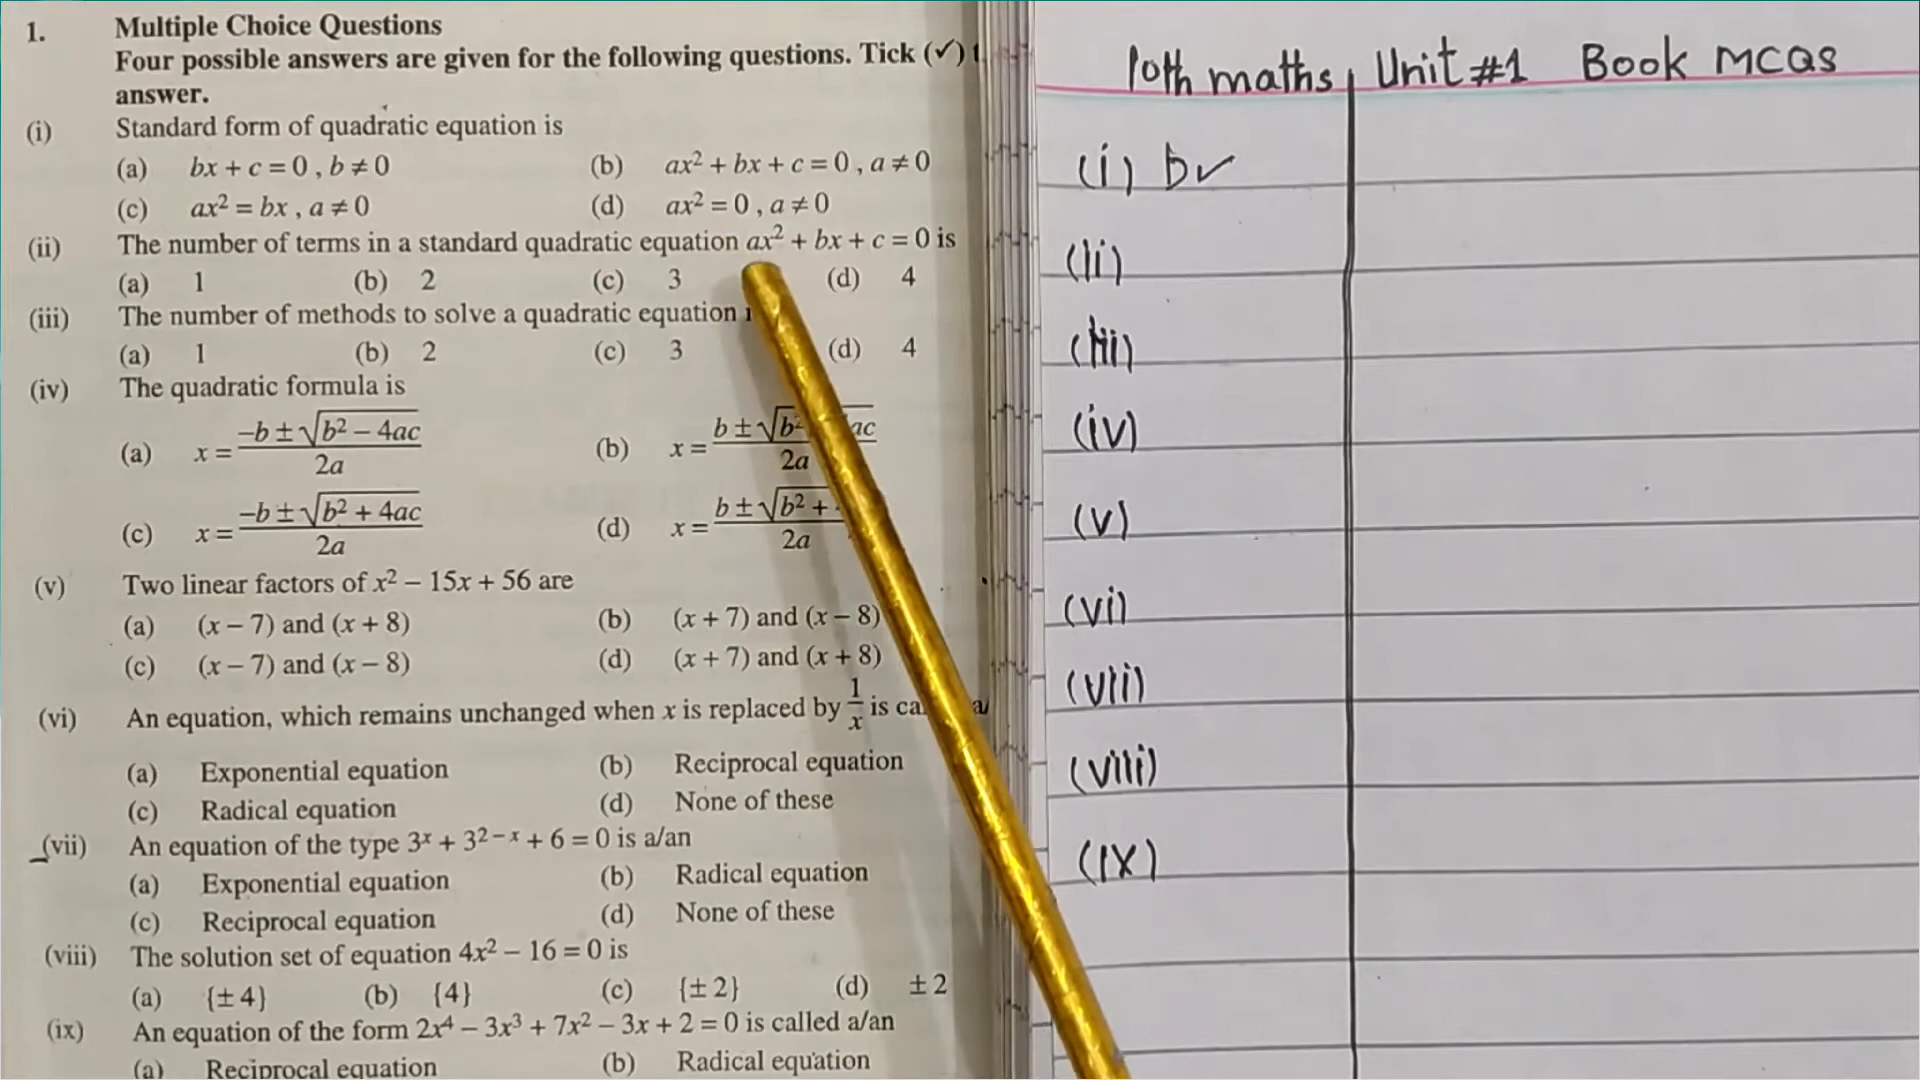 1. Multiple Choice Questions
Four possible answers are given for the following questions. Tick (✓)
answer.
(i) Standard form of quadratic equation is
(a) bx + c = 0 , b ≠ 0 (b) ax² + bx + c = 0 , a ≠ 0
(c) ax² = bx , a ≠ 0 (d) ax² = 0 , a ≠ 0
(ii) The number of terms in a standard quadratic equation ax² + bx + c = 0 is
(a) 1 (b) 2 (c) 3 (d) 4
(iii) The number of methods to solve a quadratic equation
(a) 1 (b) 2 (c) 3 (d) 4
(iv) The quadratic formula is
(a) x = (–b ± √(b² – 4ac))/2a (b) x = b ± √b ac / 2a
(c) x = (–b ± √(b² + 4ac))/2a (d) x = b ± √b² + / 2a
(v) Two linear factors of x² – 15x + 56 are
(a) (x – 7) and (x + 8) (b) (x + 7) and (x – 8)
(c) (x – 7) and (x – 8) (d) (x + 7) and (x + 8)
(vi) An equation, which remains unchanged when x is replaced by 1/x is
(a) Exponential equation (b) Reciprocal equation
(c) Radical equation (d) None of these
(vii) An equation of the type 3ˣ + 3²⁻ˣ + 6 = 0 is a/an
(a) Exponential equation (b) Radical equation
(c) Reciprocal equation (d) None of these
(viii) The solution set of equation 4x² – 16 = 0 is
(a) {± 4} (b) {4} (c) {± 2} (d) ± 2
(ix) An equation of the form 2x⁴ – 3x³ + 7x² – 3x + 2 = 0 is called a/an
(a) Reciprocal equation (b) Radical equation
10th maths Unit #1 Book MCQS
(i) b✓
(ii)
(iii)
(iv)
(v)
(vi)
(vii)
(viii)
(ix)